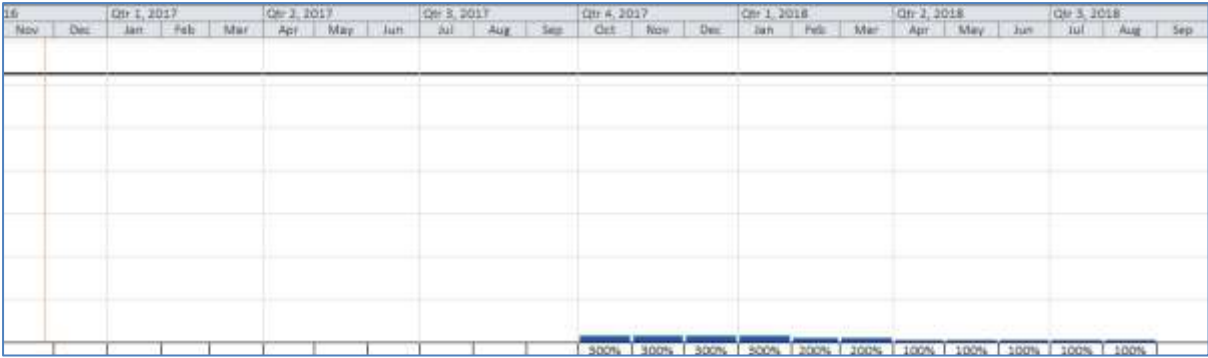 16 Qtr 1, 2017 Qtr 2, 2017 Qtr 3, 2017 Qtr 4, 2017 Qtr 1, 2018 Qtr 2, 2018 Qtr 3, 2018
Nov Dec Jan Feb Mar Apr May Jun Jul Aug Sep Oct Nov Dec Jan Feb Mar Apr May Jun Jul Aug Sep
300% 300% 300% 300% 200% 200% 100% 100% 100% 100% 100%